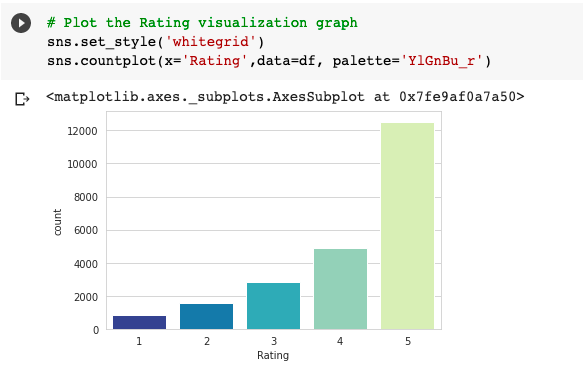 # Plot the Rating visualization graph
sns.set_style('whitegrid')
sns.countplot(x='Rating',data=df, palette='YlGnBu_r')
<matplotlib.axes._subplots.AxesSubplot at 0x7fe9af0a7a50>
12000
10000
8000
6000
4000
2000
0
count
1 2 3 4 5
Rating